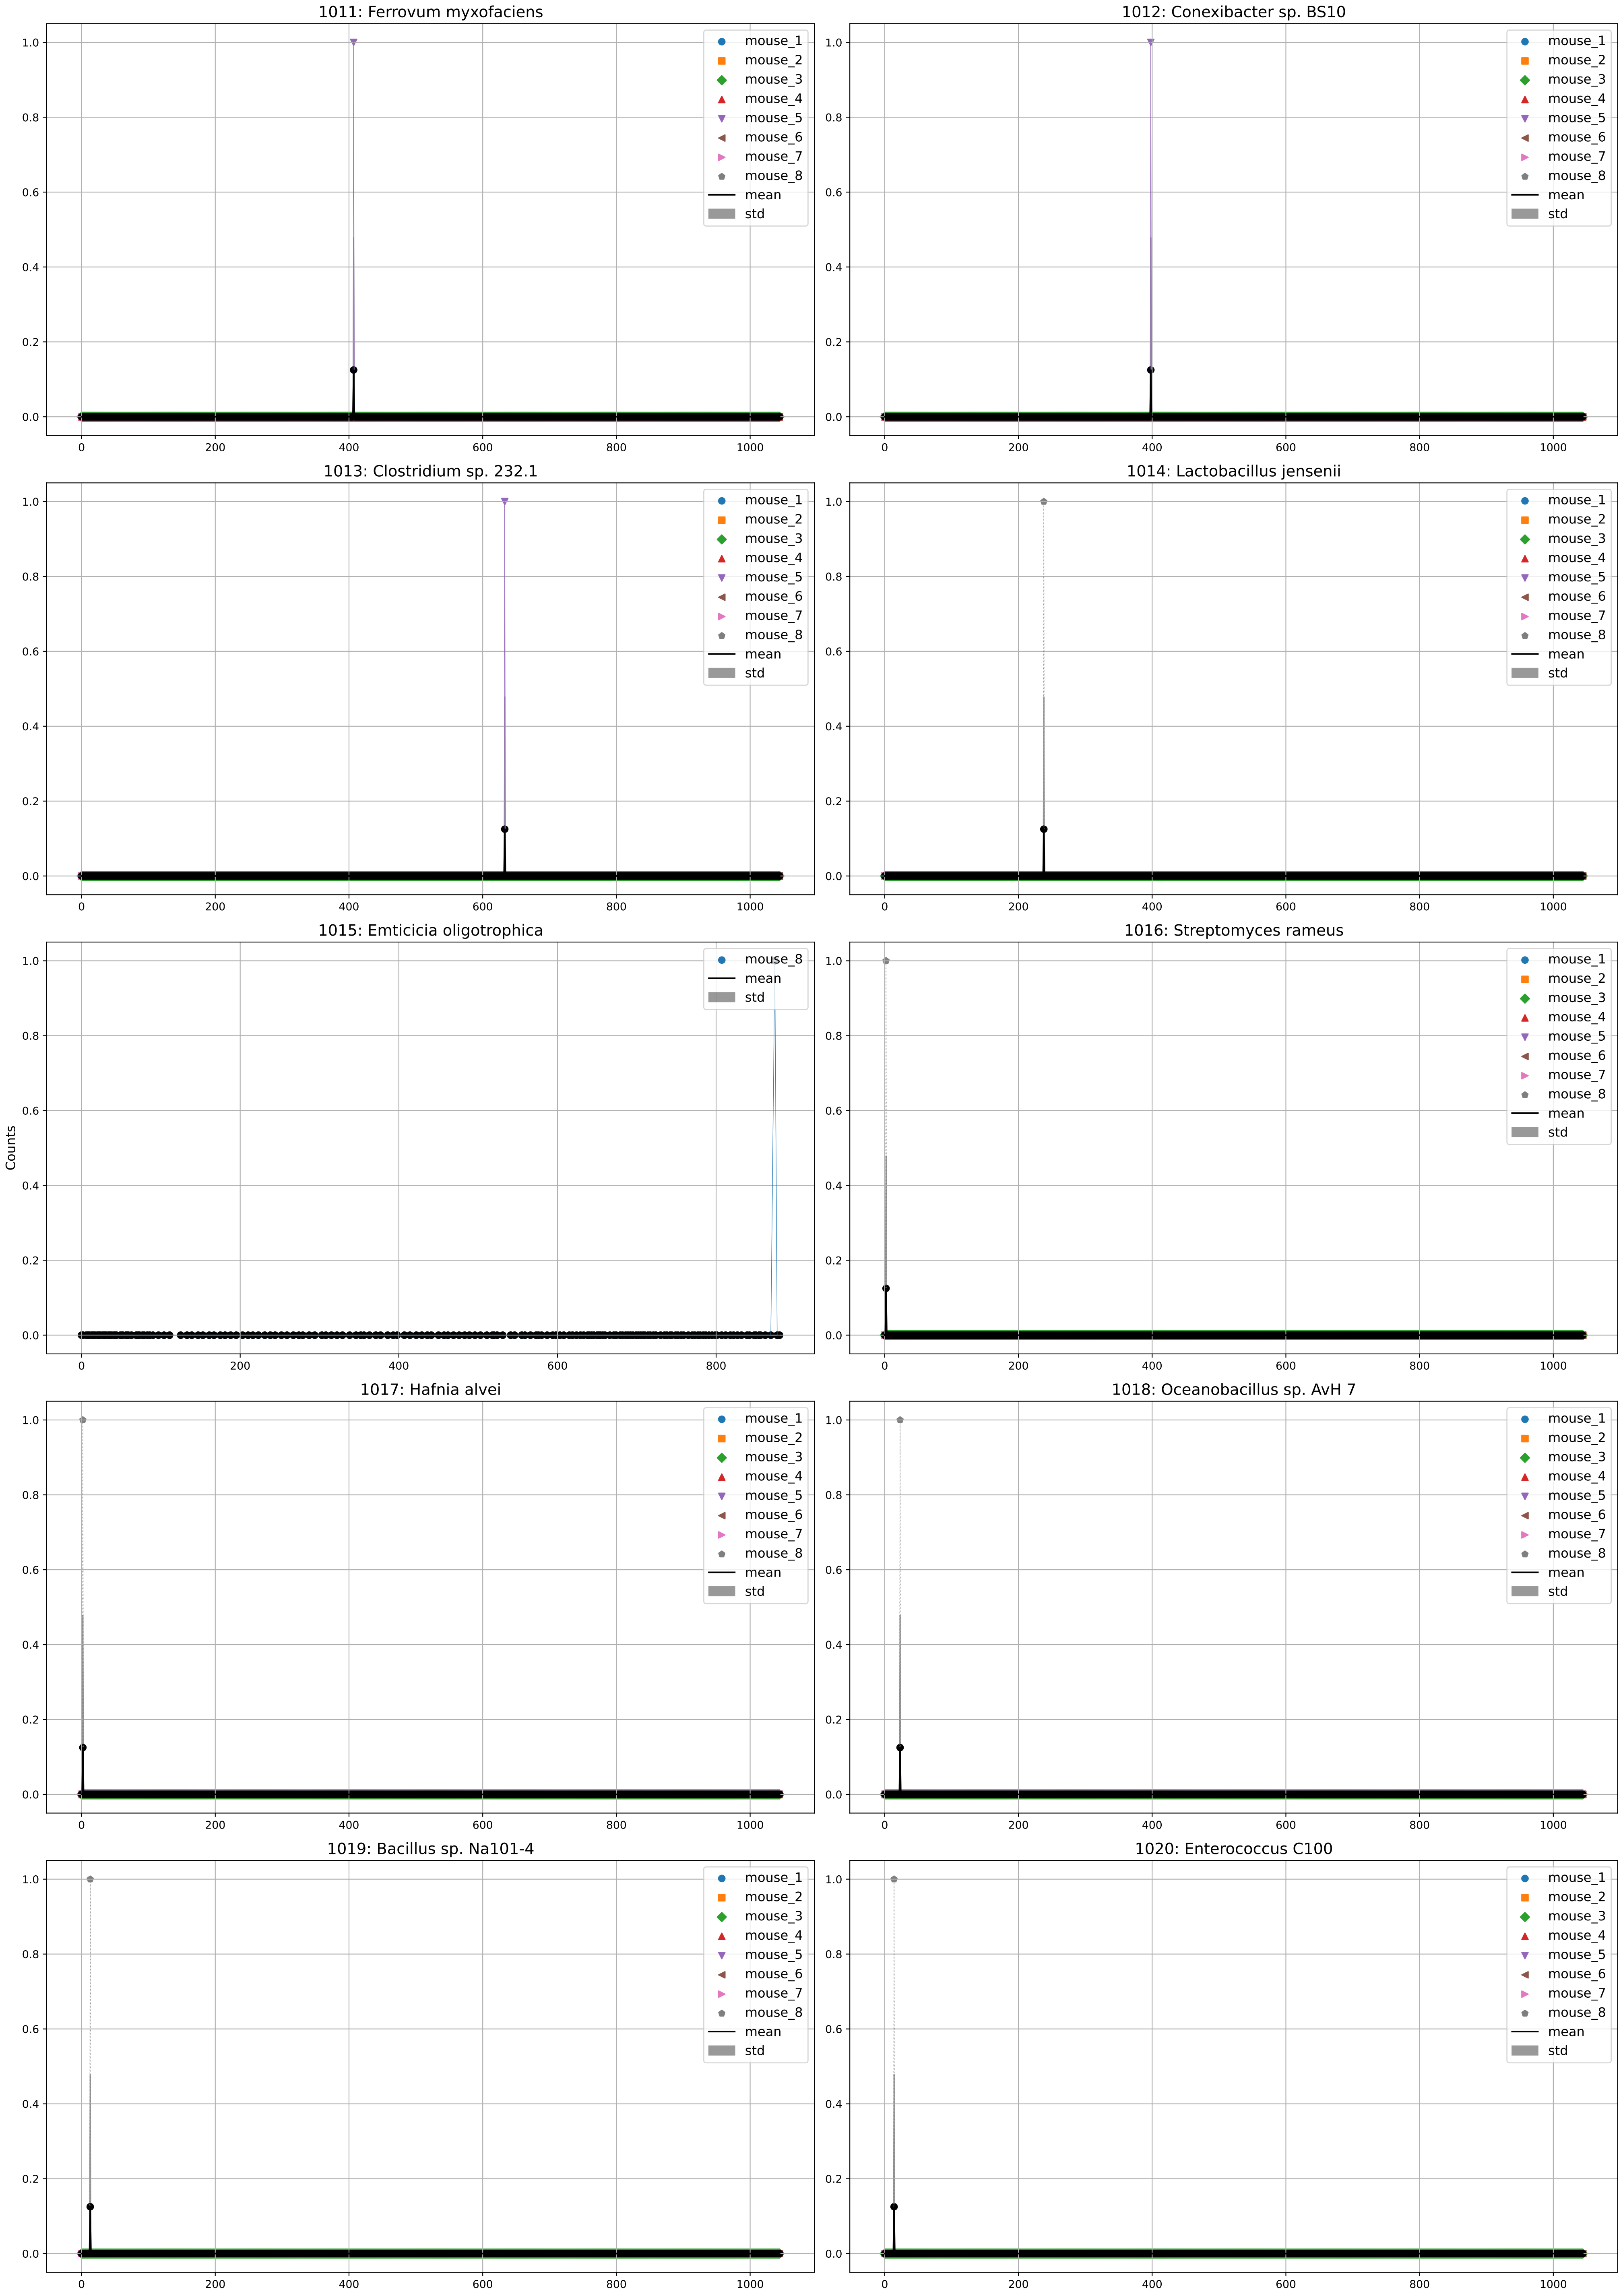 1011: Ferrovum myxofaciens
1.0
0.8
0.6
0.4
0.2
0.0
0 200 400 600 800 1000
mouse_1
mouse_2
mouse_3
mouse_4
mouse_5
mouse_6
mouse_7
mouse_8
mean
std
1012: Conexibacter sp. BS10
1.0
0.8
0.6
0.4
0.2
0.0
0 200 400 600 800 1000
mouse_1
mouse_2
mouse_3
mouse_4
mouse_5
mouse_6
mouse_7
mouse_8
mean
std
1013: Clostridium sp. 232.1
1.0
0.8
0.6
0.4
0.2
0.0
0 200 400 600 800 1000
mouse_1
mouse_2
mouse_3
mouse_4
mouse_5
mouse_6
mouse_7
mouse_8
mean
std
1014: Lactobacillus jensenii
1.0
0.8
0.6
0.4
0.2
0.0
0 200 400 600 800 1000
mouse_1
mouse_2
mouse_3
mouse_4
mouse_5
mouse_6
mouse_7
mouse_8
mean
std
Counts
1015: Emticicia oligotrophica
1.0
0.8
0.6
0.4
0.2
0.0
0 200 400 600 800
mouse_8
mean
std
1016: Streptomyces rameus
1.0
0.8
0.6
0.4
0.2
0.0
0 200 400 600 800 1000
mouse_1
mouse_2
mouse_3
mouse_4
mouse_5
mouse_6
mouse_7
mouse_8
mean
std
1017: Hafnia alvei
1.0
0.8
0.6
0.4
0.2
0.0
0 200 400 600 800 1000
mouse_1
mouse_2
mouse_3
mouse_4
mouse_5
mouse_6
mouse_7
mouse_8
mean
std
1018: Oceanobacillus sp. AvH 7
1.0
0.8
0.6
0.4
0.2
0.0
0 200 400 600 800 1000
mouse_1
mouse_2
mouse_3
mouse_4
mouse_5
mouse_6
mouse_7
mouse_8
mean
std
1019: Bacillus sp. Na101-4
1.0
0.8
0.6
0.4
0.2
0.0
0 200 400 600 800 1000
mouse_1
mouse_2
mouse_3
mouse_4
mouse_5
mouse_6
mouse_7
mouse_8
mean
std
1020: Enterococcus C100
1.0
0.8
0.6
0.4
0.2
0.0
0 200 400 600 800 1000
mouse_1
mouse_2
mouse_3
mouse_4
mouse_5
mouse_6
mouse_7
mouse_8
mean
std